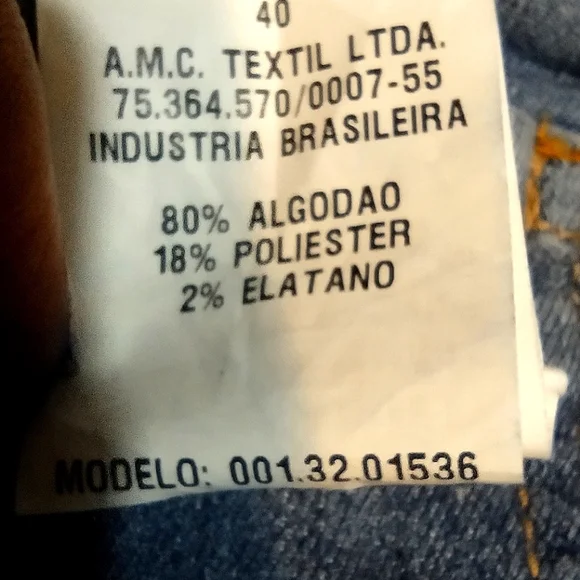 40
A.M.C. TEXTIL LTDA.
75.364.570/0007-55
INDUSTRIA BRASILEIRA
80% ALGODAO
18% POLIESTER
2% ELATANO
MODELO: 001.32.01536